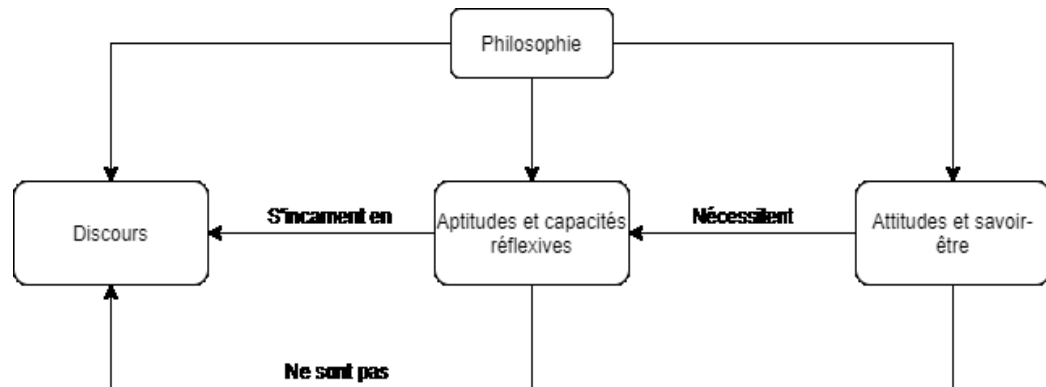 Philosophie
S'incarnent en
Nécessitent
Discours
Aptitudes et capacités
réflexives
Attitudes et savoir-
être
Ne sont pas